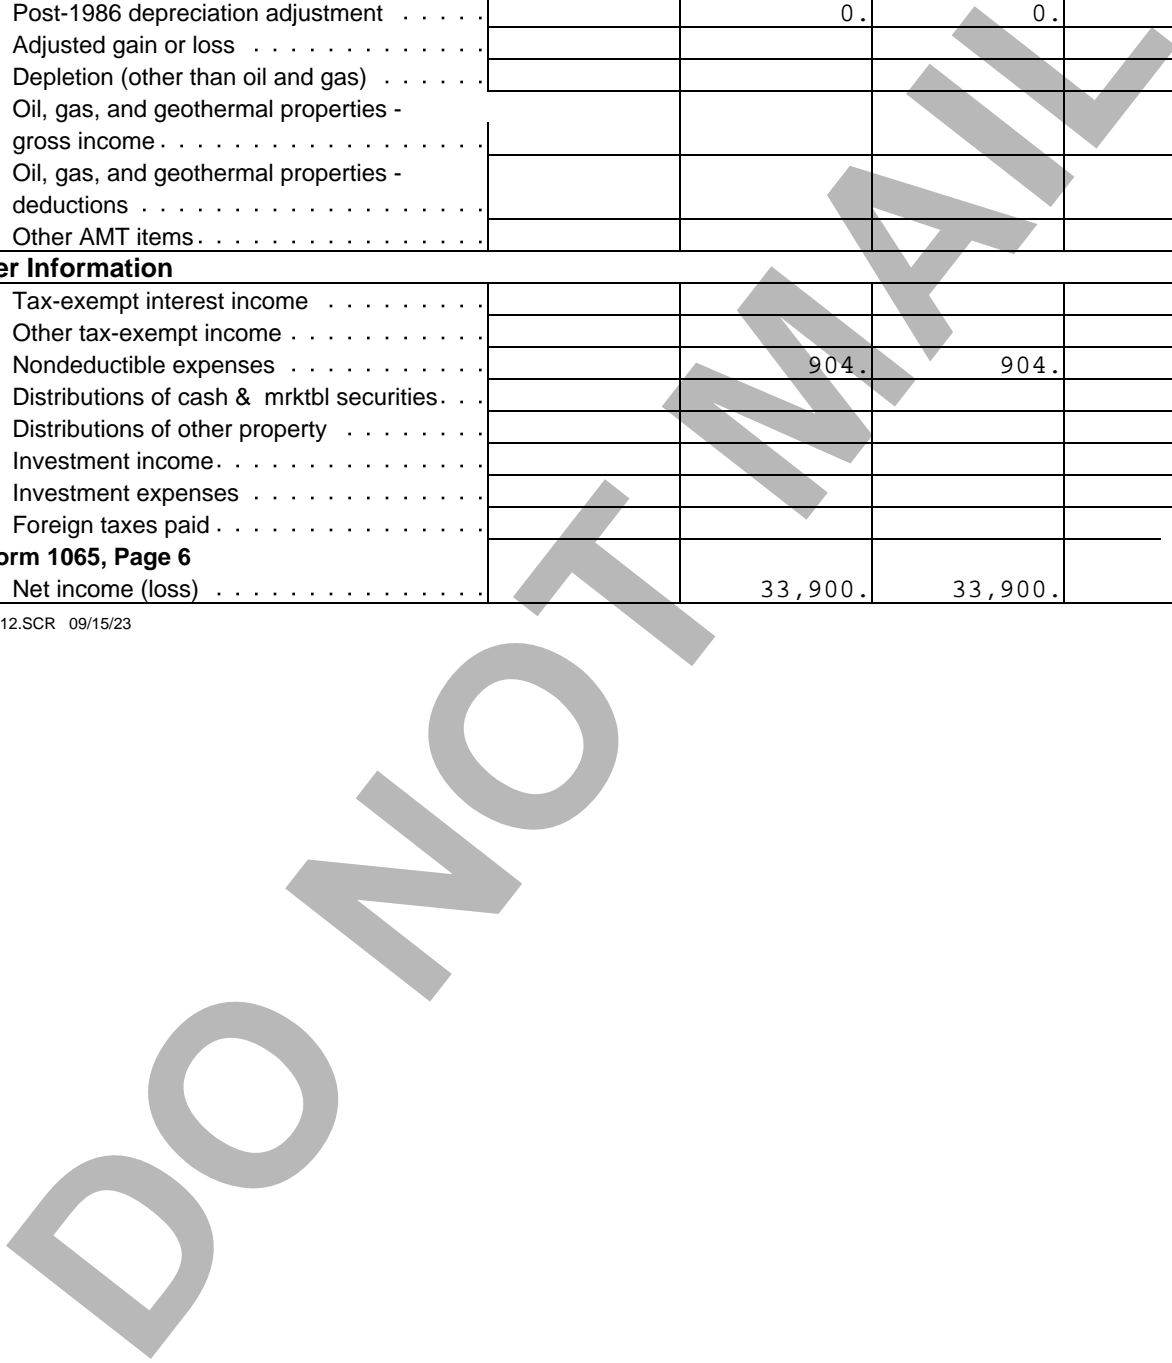 Post-1986 depreciation adjustment . . . . . 0. 0.
Adjusted gain or loss . . . . . . . . . . . . .
Depletion (other than oil and gas) . . . . . .
Oil, gas, and geothermal properties -
gross income . . . . . . . . . . . . . . . . . .
Oil, gas, and geothermal properties -
deductions . . . . . . . . . . . . . . . . . . .
Other AMT items . . . . . . . . . . . . . . . .
er Information
Tax-exempt interest income . . . . . . . . .
Other tax-exempt income . . . . . . . . . . .
Nondeductible expenses . . . . . . . . . . . 904. 904.
Distributions of cash & mrktbl securities . . .
Distributions of other property . . . . . . . .
Investment income . . . . . . . . . . . . . . .
Investment expenses . . . . . . . . . . . . .
Foreign taxes paid . . . . . . . . . . . . . . .
orm 1065, Page 6
Net income (loss) . . . . . . . . . . . . . . . 33,900. 33,900.
12.SCR 09/15/23
DO NOT MAIL